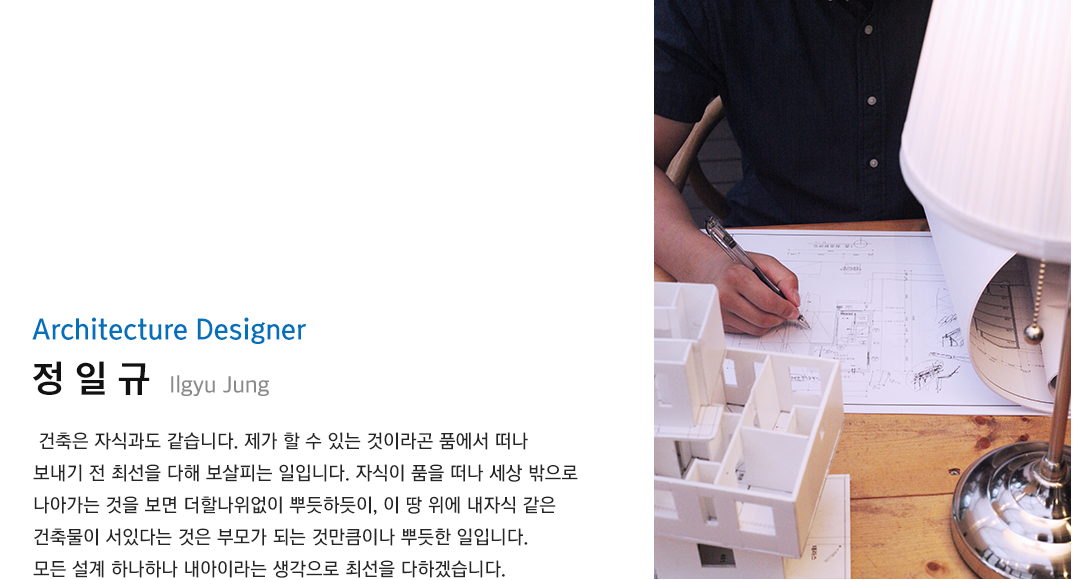 Architecture Designer
정 일 규 Ilgyu Jung
건축은 자식과도 같습니다. 제가 할 수 있는 것이라곤 품에서 떠나
보내기 전 최선을 다해 보살피는 일입니다. 자식이 품을 떠나 세상 밖으로
나아가는 것을 보면 더할나위없이 뿌듯하듯이, 이 땅 위에 내자식 같은
건축물이 서있다는 것은 부모가 되는 것만큼이나 뿌듯한 일입니다.
모든 설계 하나하나 내아이라는 생각으로 최선을 다하겠습니다.